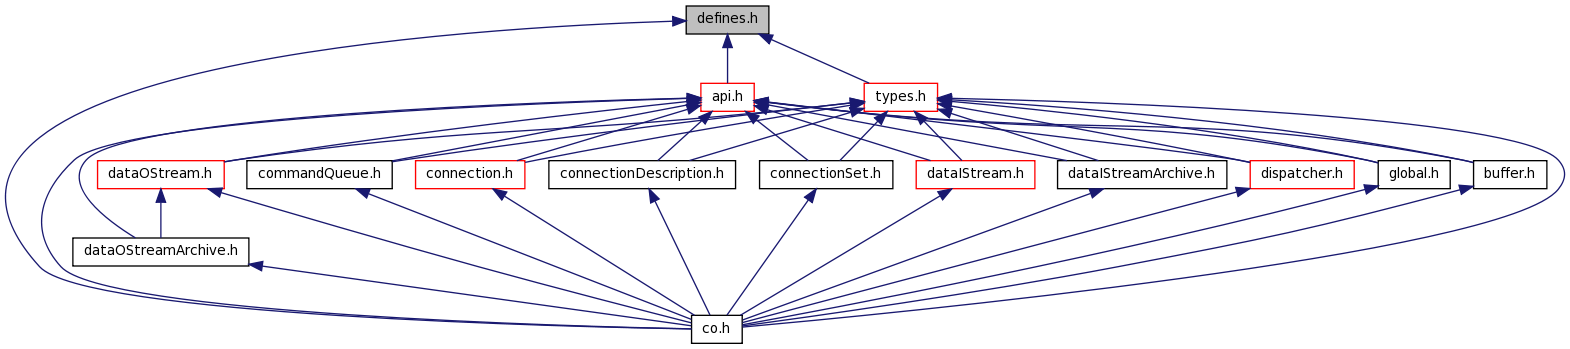 defines.h
api.h
types.h
dataOStream.h
commandQueue.h
connection.h
connectionDescription.h
connectionSet.h
dataIStream.h
dataIStreamArchive.h
dispatcher.h
global.h
buffer.h
dataOStreamArchive.h
co.h